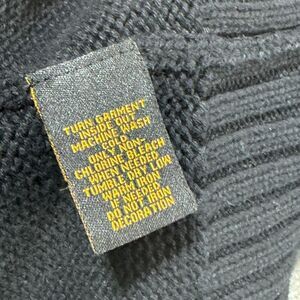 TURN GARMENT
INSIDE OUT
MACHINE WASH
COLD
ONLY NON-
CHLORINE BLEACH
WHEN NEEDED
TUMBLE DRY LOW
WARM IRON
IF NEEDED
DO NOT IRON
DECORATION